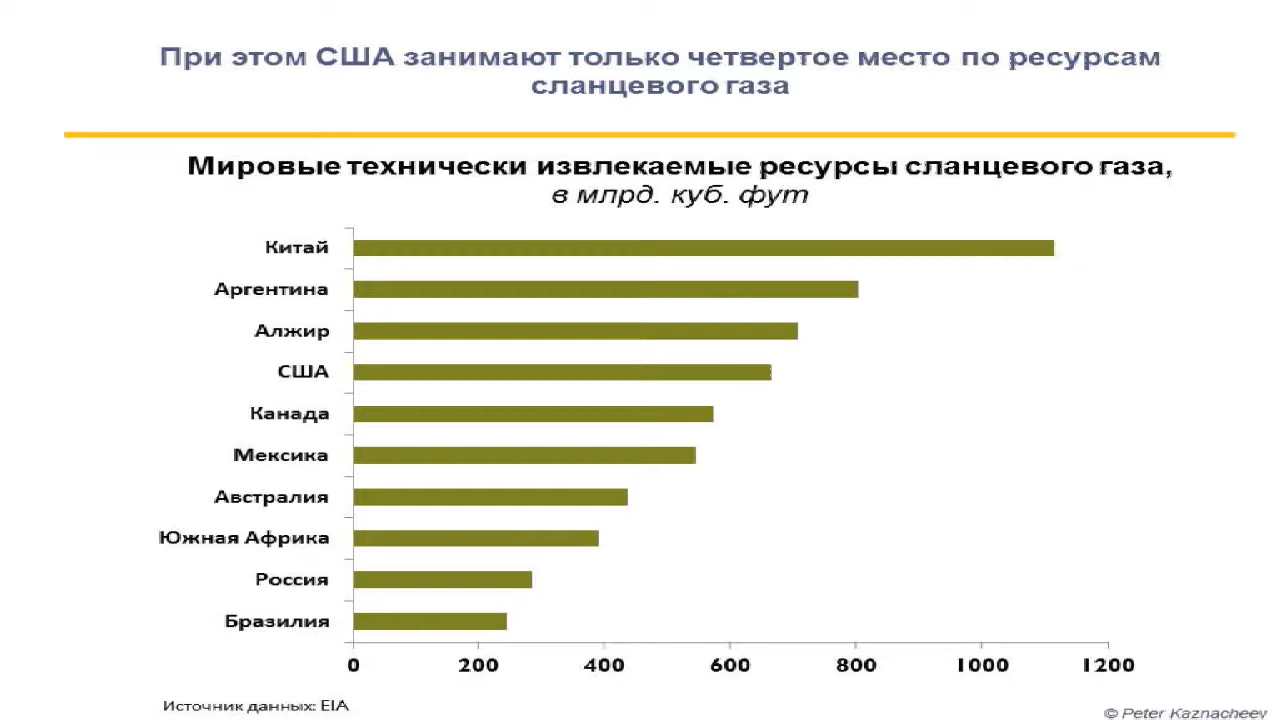 При этом США занимают только четвертое место по ресурсам
сланцевого газа
Мировые технически извлекаемые ресурсы сланцевого газа,
в млрд. куб. фут
Китай
Аргентина
Алжир
США
Канада
Мексика
Австралия
Южная Африка
Россия
Бразилия
0 200 400 600 800 1000 1200
Источник данных: EIA
© Peter Kaznacheev